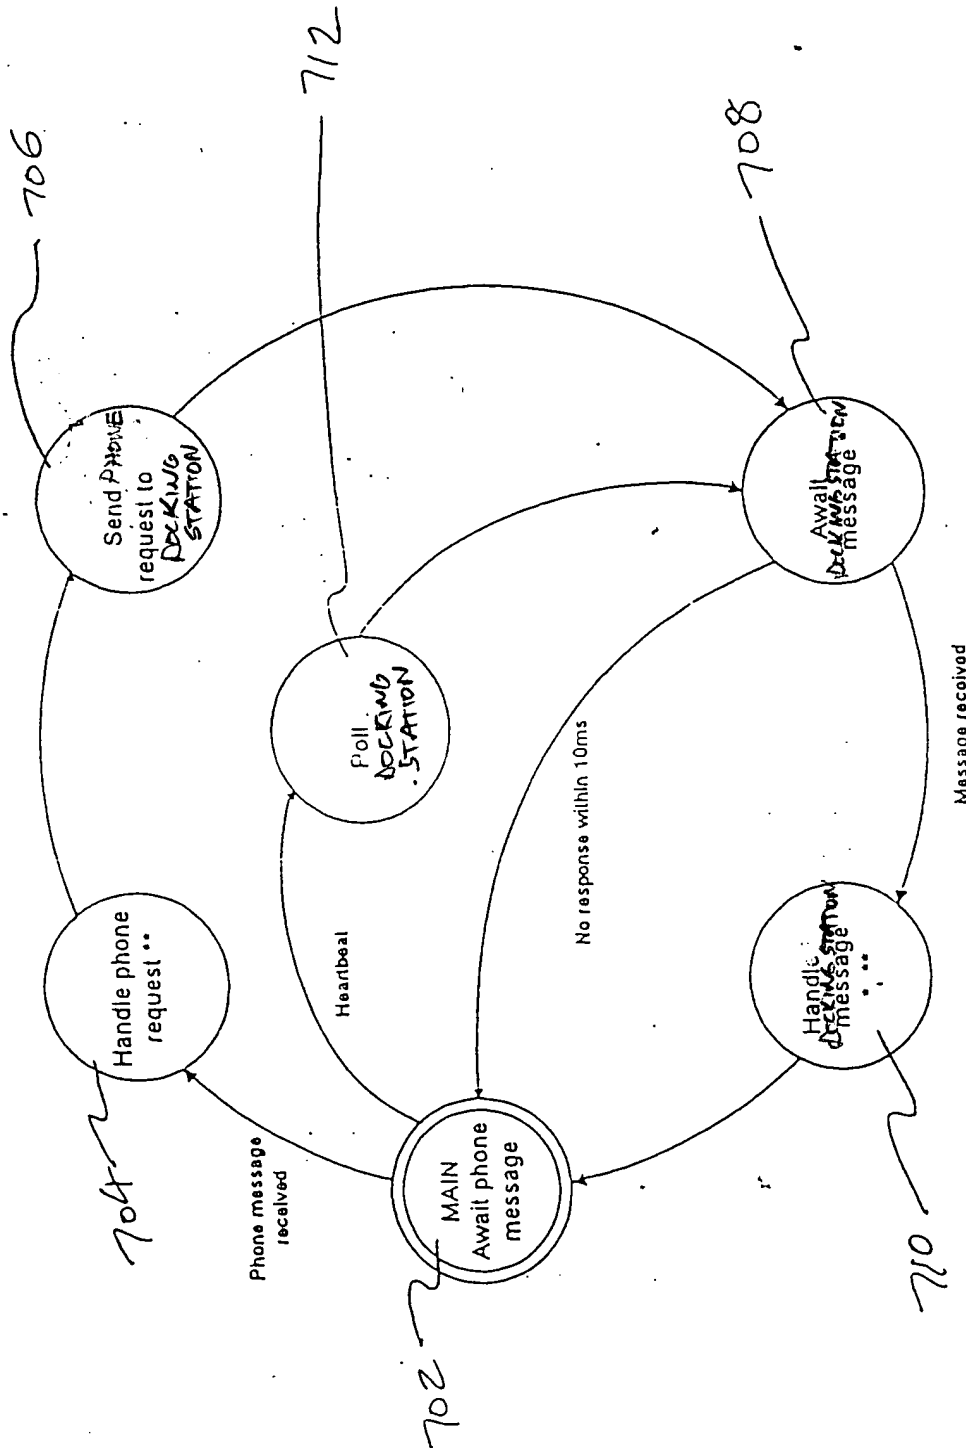 706
712
708
704
702
710
Send PHONE
request to
DOCKING
STATION
Poll
DOCKING
STATION
Await
DOCKING STATION
message *
Handle phone
request **
Heartbeat
No response within 10ms
Message received
Phone message
received
MAIN
Await phone
message
Handle
DOCKING STATION
message
* **